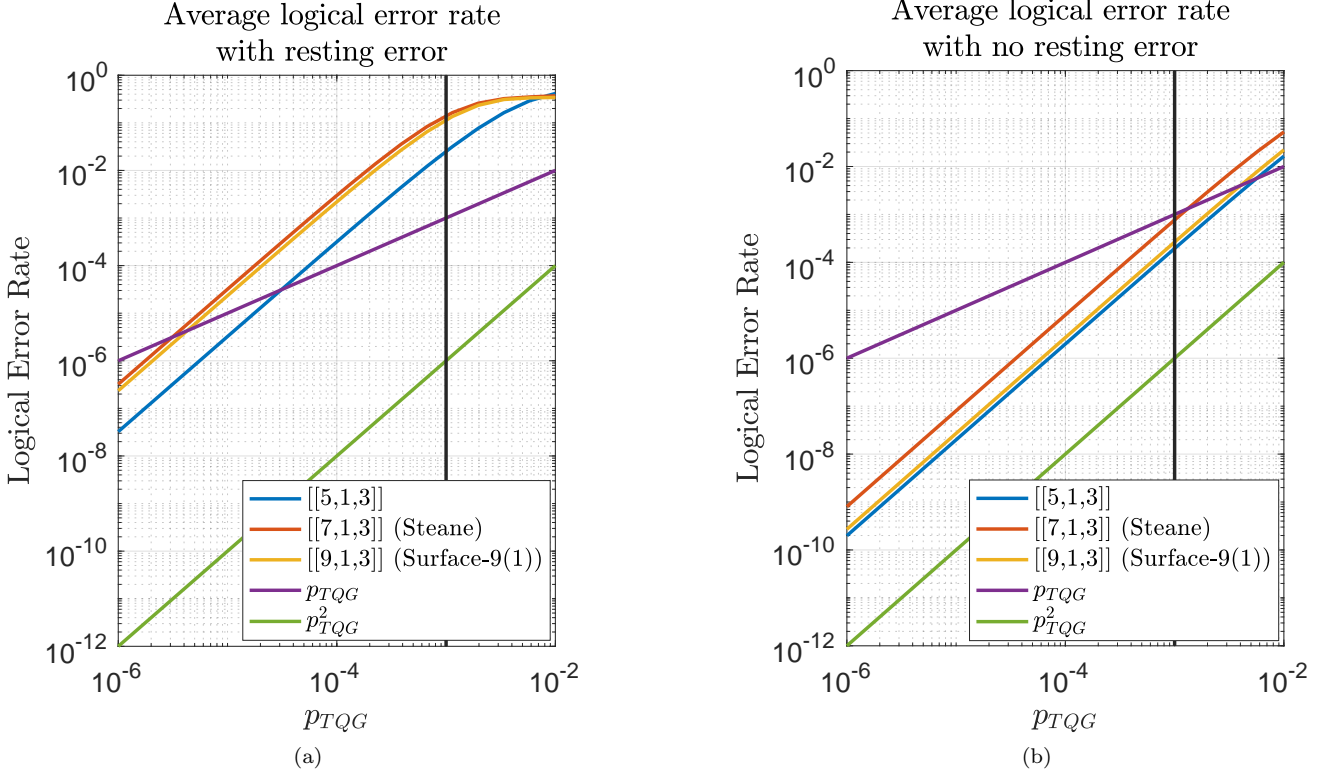 Average logical error rate
with resting error
10^0
10^-2
10^-4
10^-6
10^-8
10^-10
10^-12
Logical Error Rate
[[5,1,3]]
[[7,1,3]] (Steane)
[[9,1,3]] (Surface-9(1))
p_TQG
p^2_TQG
10^-6
10^-4
10^-2
p_TQG
(a)
Average logical error rate
with no resting error
10^0
10^-2
10^-4
10^-6
10^-8
10^-10
10^-12
Logical Error Rate
[[5,1,3]]
[[7,1,3]] (Steane)
[[9,1,3]] (Surface-9(1))
p_TQG
p^2_TQG
10^-6
10^-4
10^-2
p_TQG
(b)